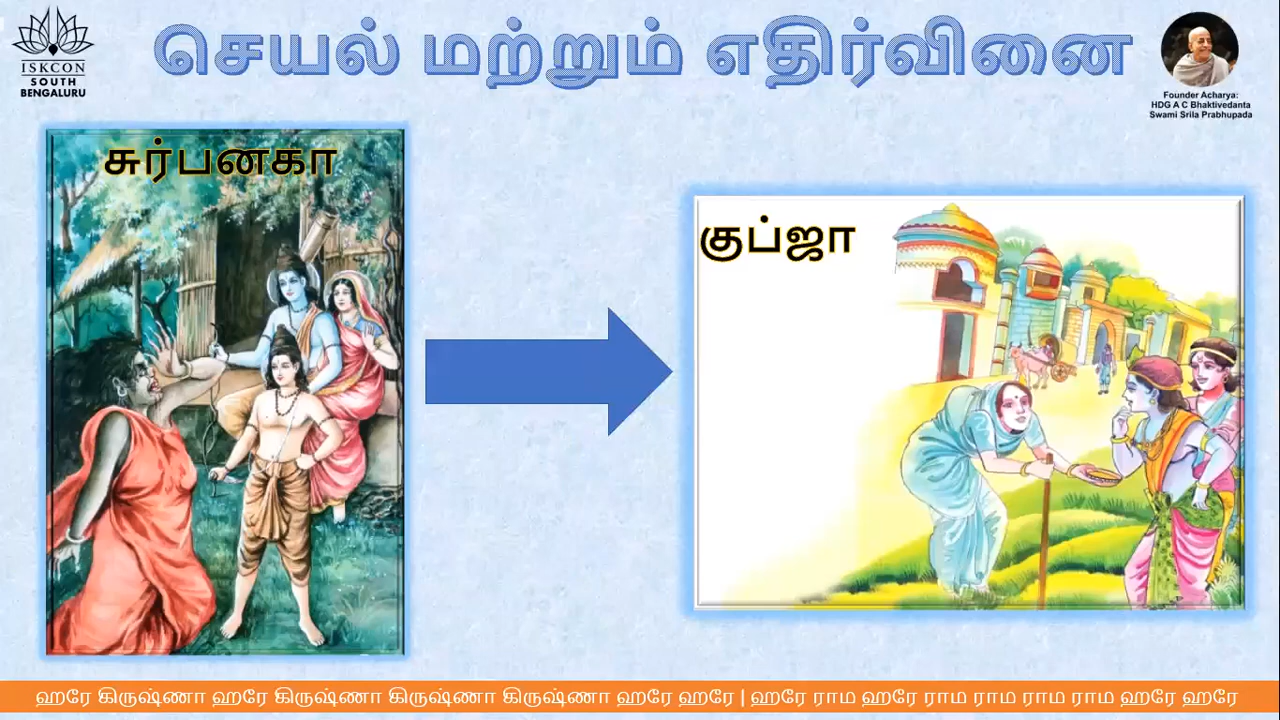 செயல் மற்றும் எதிர்வினை
ISKCON
SOUTH
BENGALURU
Founder Acharya:
HDG A C Bhaktivedanta
Swami Srila Prabhupada
சுர்பனகா
குப்ஜா
ஹரே கிருஷ்ணா ஹரே கிருஷ்ணா கிருஷ்ணா கிருஷ்ணா ஹரே ஹரே | ஹரே ராம ஹரே ராம ராம ராம ராம ஹரே ஹரே